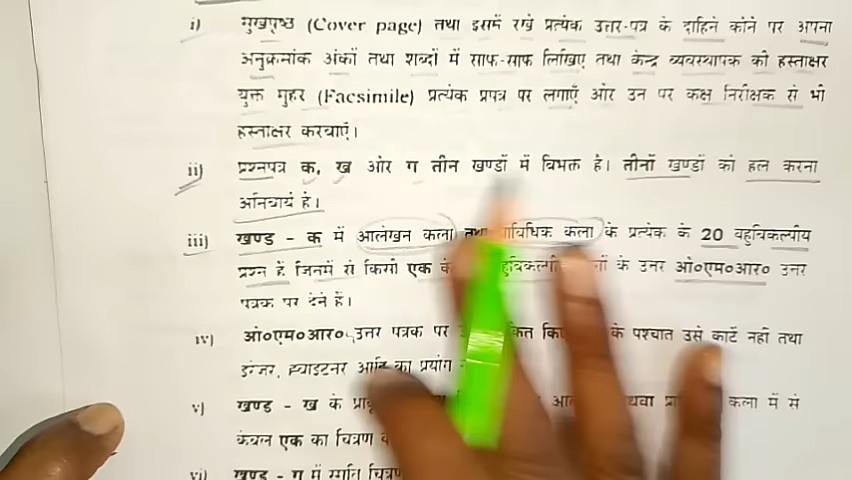 i) मुखपृष्ठ (Cover page) तथा इसमें रखे प्रत्येक उत्तर-पत्र के दाहिने कोने पर अपना
अनुक्रमांक अंकों तथा शब्दों में साफ-साफ लिखिए तथा केन्द्र व्यवस्थापक की हस्ताक्षर
युक्त मुहर (Facsimile) प्रत्येक प्रपत्र पर लगाएँ और उन पर कक्ष निरीक्षक से भी
हस्ताक्षर करवाएँ।
ii) प्रश्नपत्र क, ख और ग तीन खण्डों में विभक्त है। तीनों खण्डों को हल करना
अनिवार्य है।
iii) खण्ड - क में आलेखन कला तथा प्राविधिक कला के प्रत्येक के 20 बहुविकल्पीय
प्रश्न हैं जिनमें से किसी एक के के उत्तर ओ०एम०आर० उत्तर
पत्रक पर देने हैं।
iv) ओ०एम०आर० उत्तर पत्रक पर के पश्चात उसे काटें नहीं तथा
इरेजर, ह्वाइटनर आदि का प्रयोग
v) खण्ड - ख के कला में से
केवल एक का चित्रण
vi) खण्ड - ग में स्मृति चित्रण